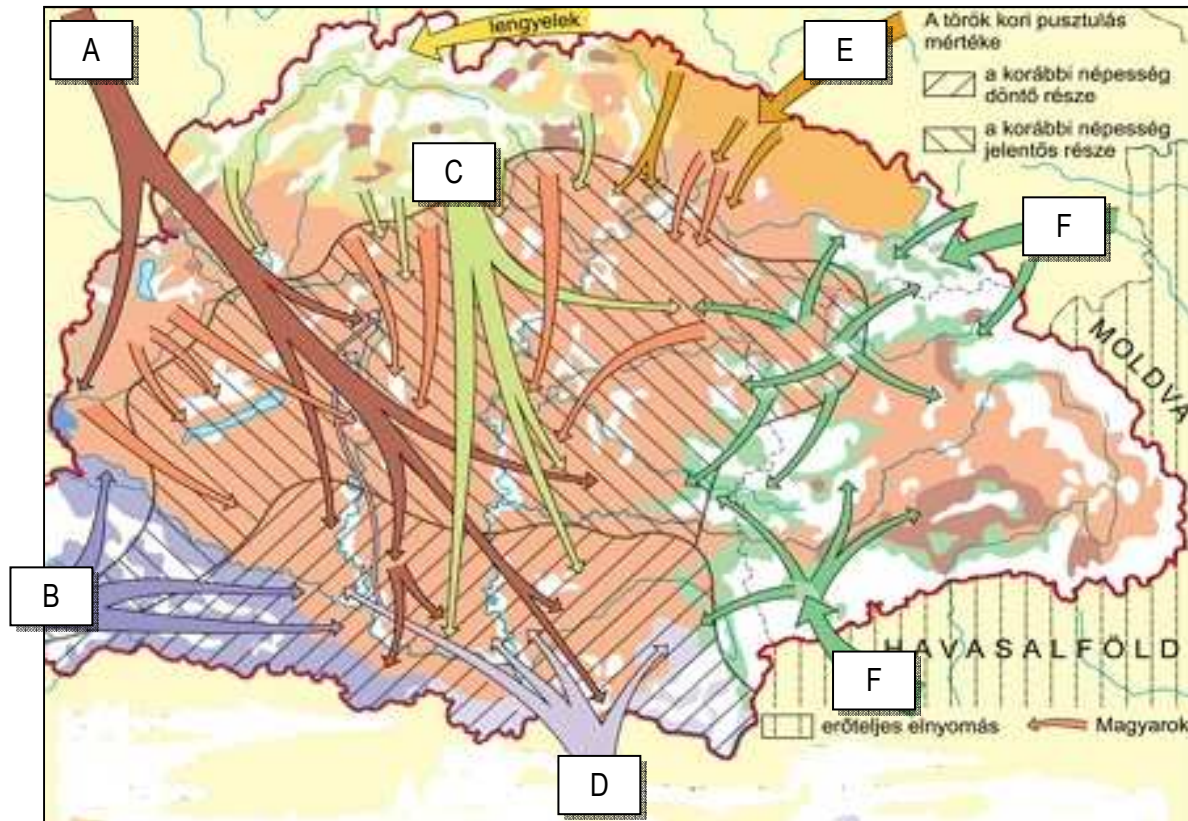 A
lengyelek
E
A török kori pusztulás
mértéke
a korábbi népesség
döntő része
a korábbi népesség
jelentős része
C
F
MOLDVA
B
HAVASALFÖLD
F
erőteljes elnyomás
Magyarok
D